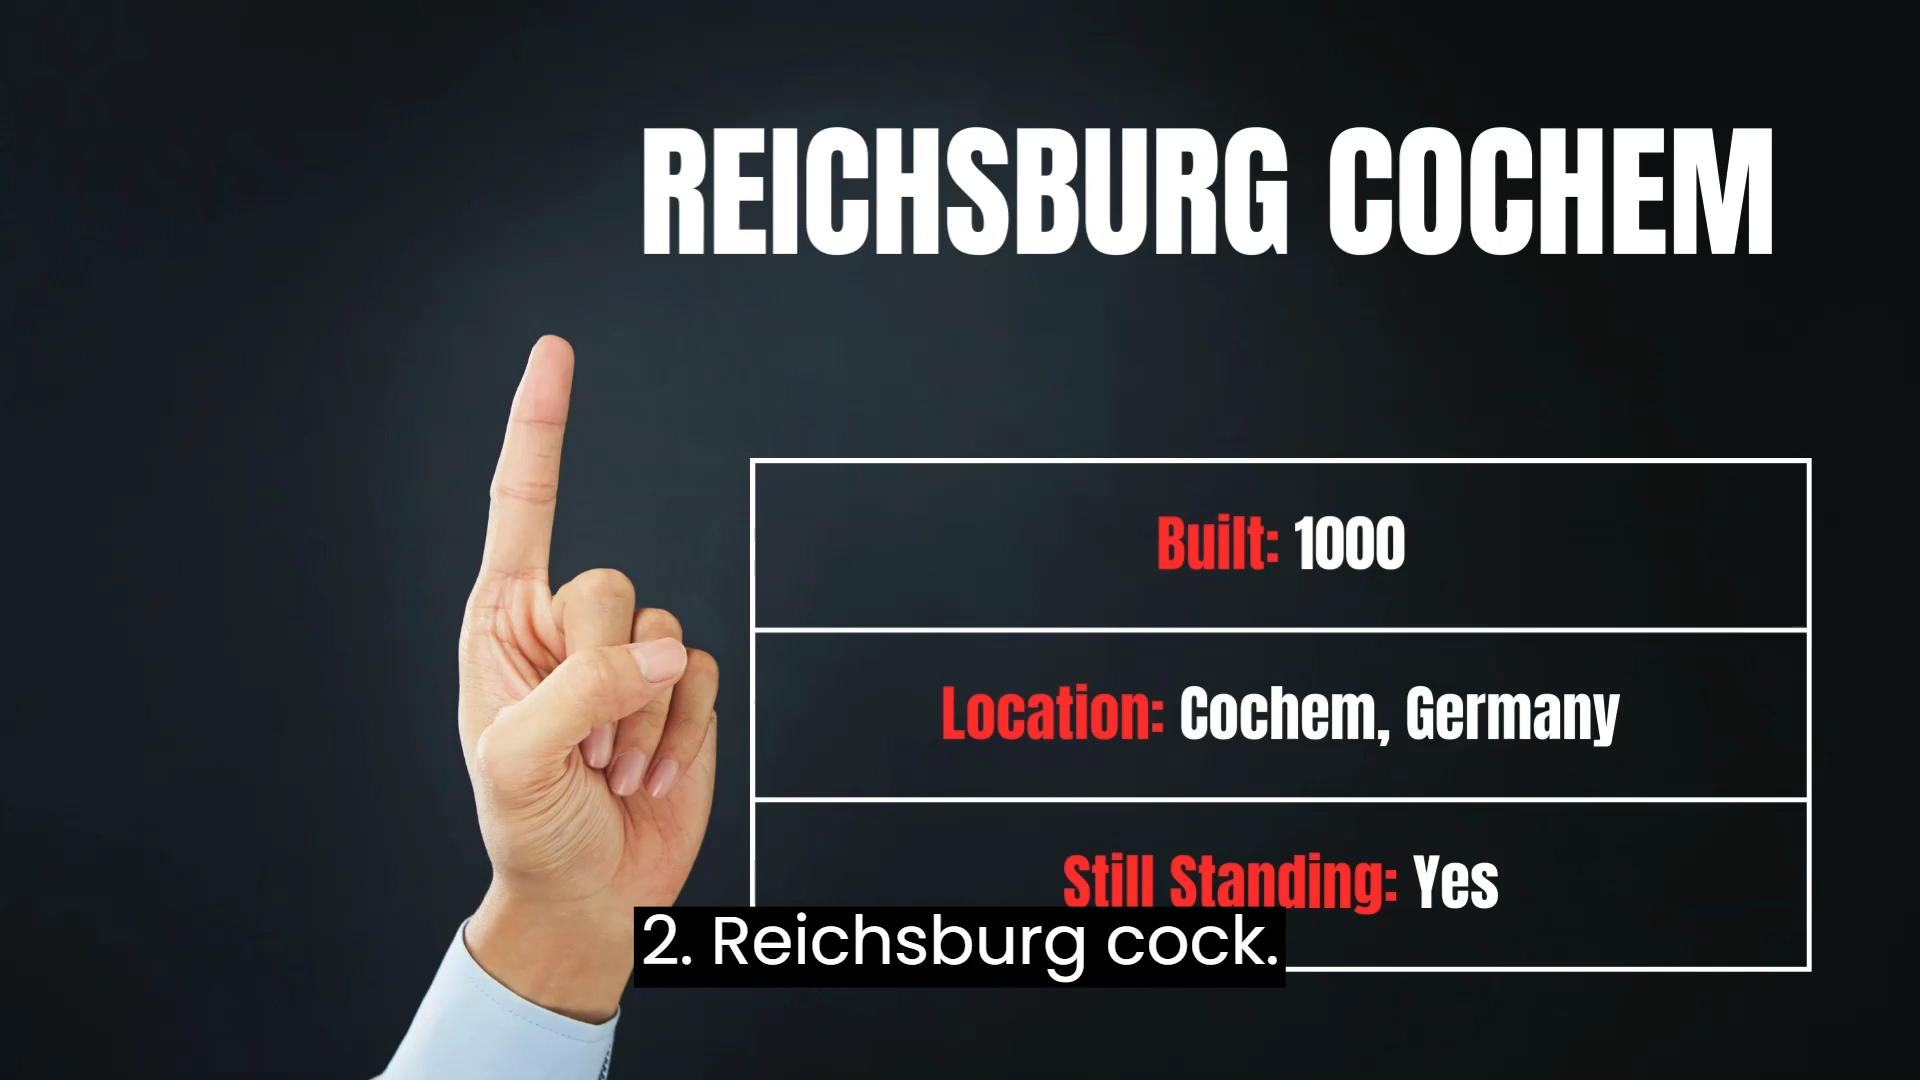 REICHSBURG COCHEM
Built: 1000
Location: Cochem, Germany
Still Standing: Yes
2. Reichsburg cock.